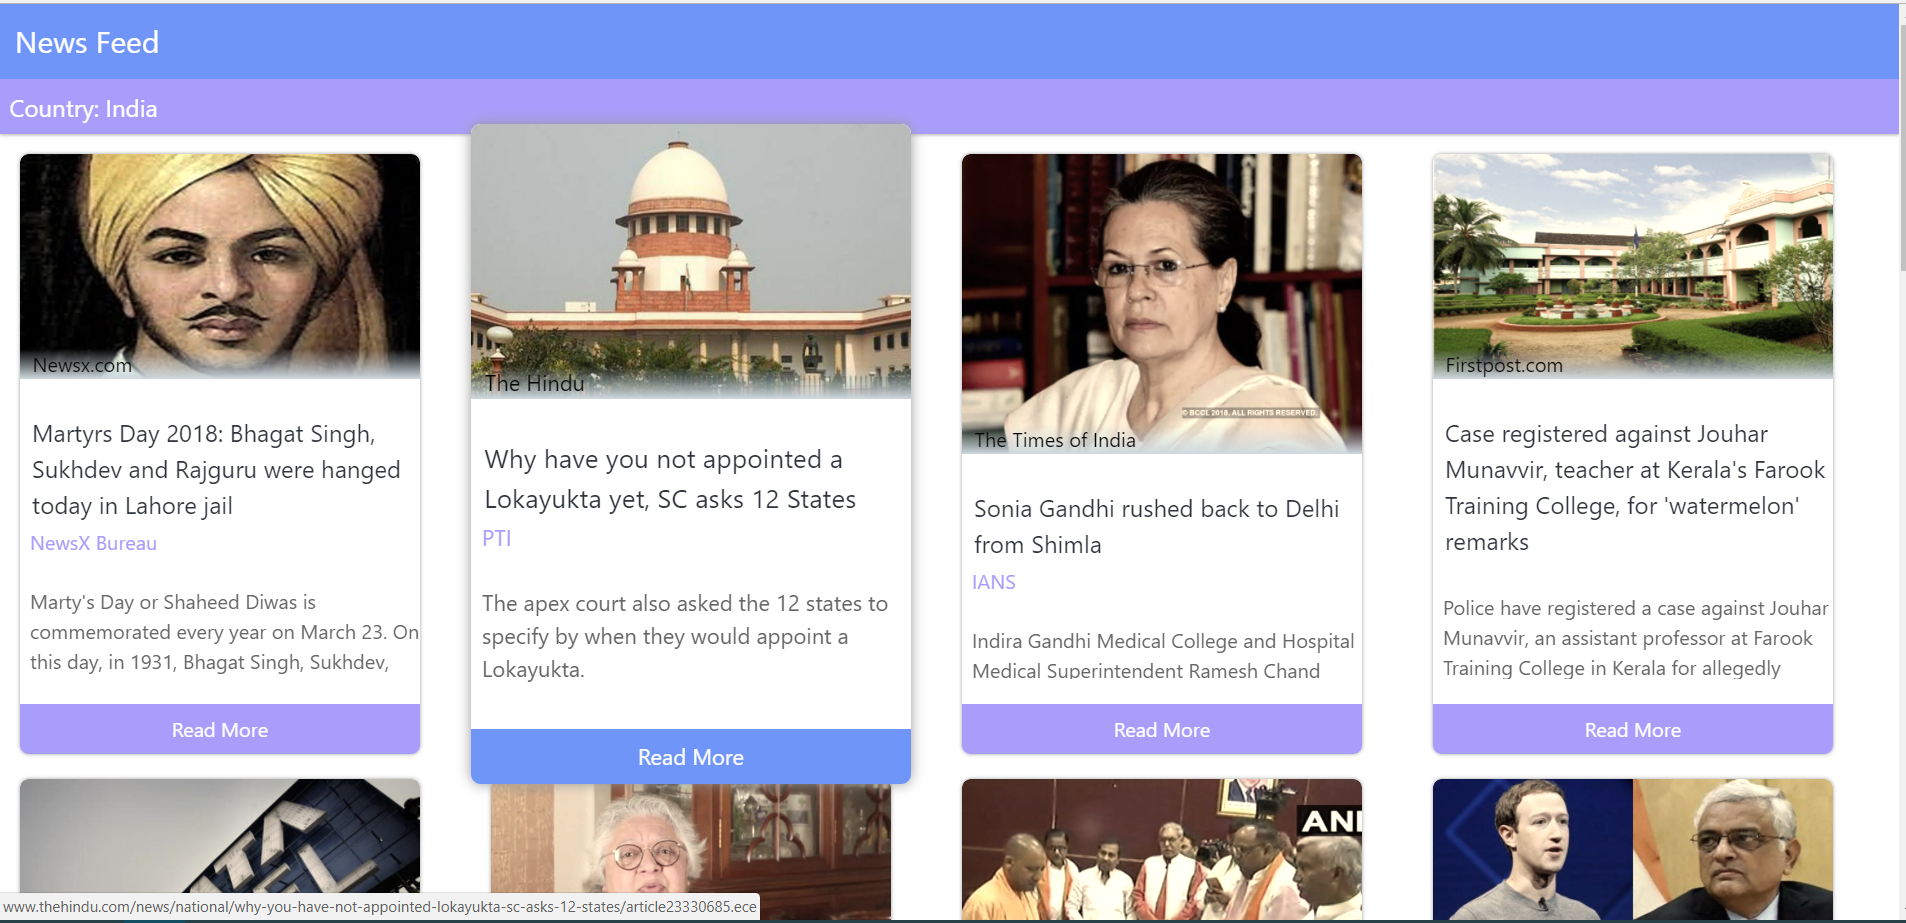 News Feed
Country: India
Newsx.com
Martyrs Day 2018: Bhagat Singh,
Sukhdev and Rajguru were hanged
today in Lahore jail
NewsX Bureau
Marty's Day or Shaheed Diwas is
commemorated every year on March 23. On
this day, in 1931, Bhagat Singh, Sukhdev,
Read More
The Hindu
Why have you not appointed a
Lokayukta yet, SC asks 12 States
PTI
The apex court also asked the 12 states to
specify by when they would appoint a
Lokayukta.
Read More
© BCCL 2018. ALL RIGHTS RESERVED.
The Times of India
Sonia Gandhi rushed back to Delhi
from Shimla
IANS
Indira Gandhi Medical College and Hospital
Medical Superintendent Ramesh Chand
Read More
Firstpost.com
Case registered against Jouhar
Munavvir, teacher at Kerala's Farook
Training College, for 'watermelon'
remarks
Police have registered a case against Jouhar
Munavvir, an assistant professor at Farook
Training College in Kerala for allegedly
Read More
ANI
www.thehindu.com/news/national/why-you-have-not-appointed-lokayukta-sc-asks-12-states/article23330685.ece